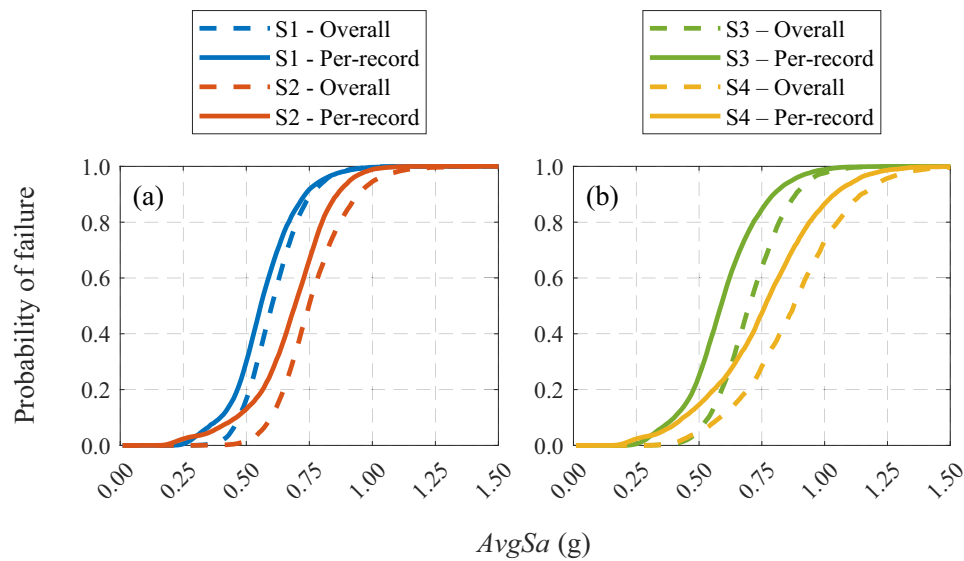 S1 - Overall
S1 - Per-record
S2 - Overall
S2 - Per-record
S3 – Overall
S3 – Per-record
S4 – Overall
S4 – Per-record
Probability of failure
1.0
0.8
0.6
0.4
0.2
0.0
(a)
0.00
0.25
0.50
0.75
1.00
1.25
1.50
1.0
0.8
0.6
0.4
0.2
0.0
(b)
0.00
0.25
0.50
0.75
1.00
1.25
1.50
AvgSa (g)